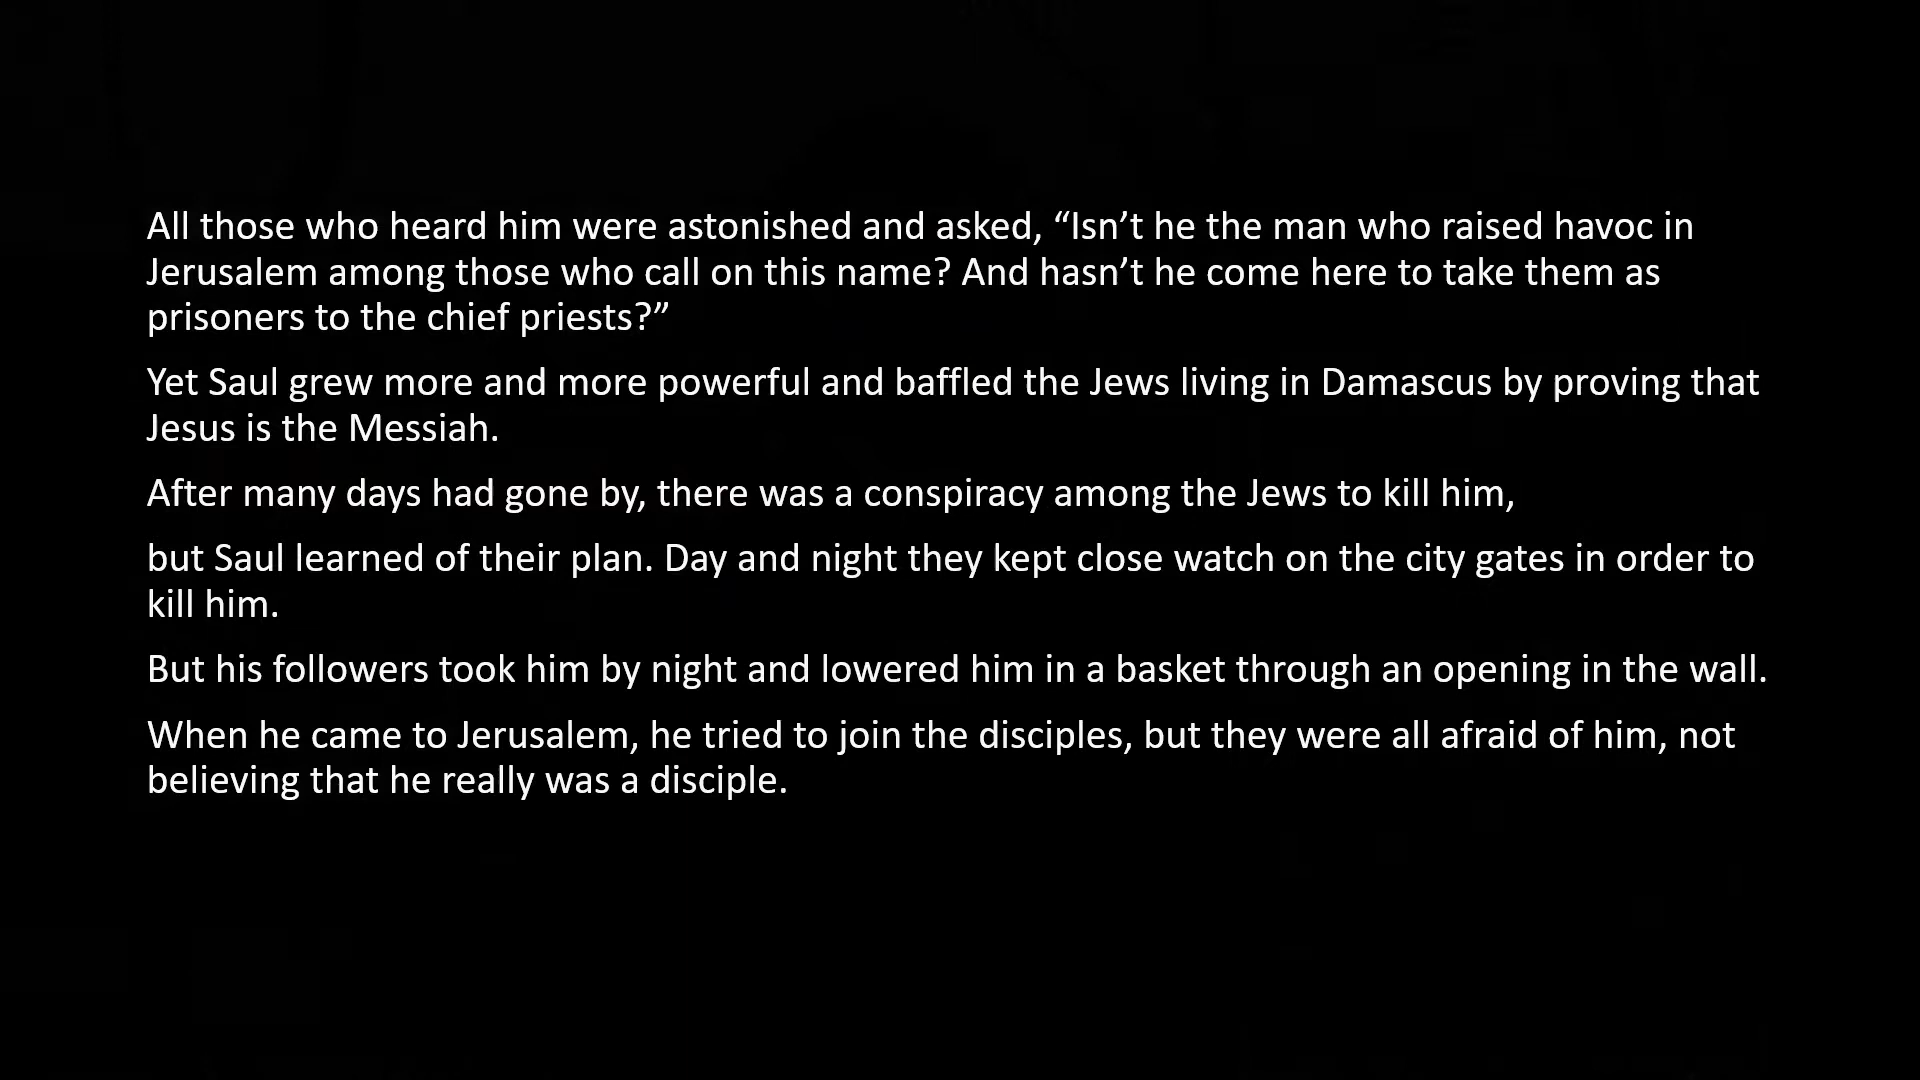 All those who heard him were astonished and asked, “Isn’t he the man who raised havoc in
Jerusalem among those who call on this name? And hasn’t he come here to take them as
prisoners to the chief priests?”
Yet Saul grew more and more powerful and baffled the Jews living in Damascus by proving that
Jesus is the Messiah.
After many days had gone by, there was a conspiracy among the Jews to kill him,
but Saul learned of their plan. Day and night they kept close watch on the city gates in order to
kill him.
But his followers took him by night and lowered him in a basket through an opening in the wall.
When he came to Jerusalem, he tried to join the disciples, but they were all afraid of him, not
believing that he really was a disciple.